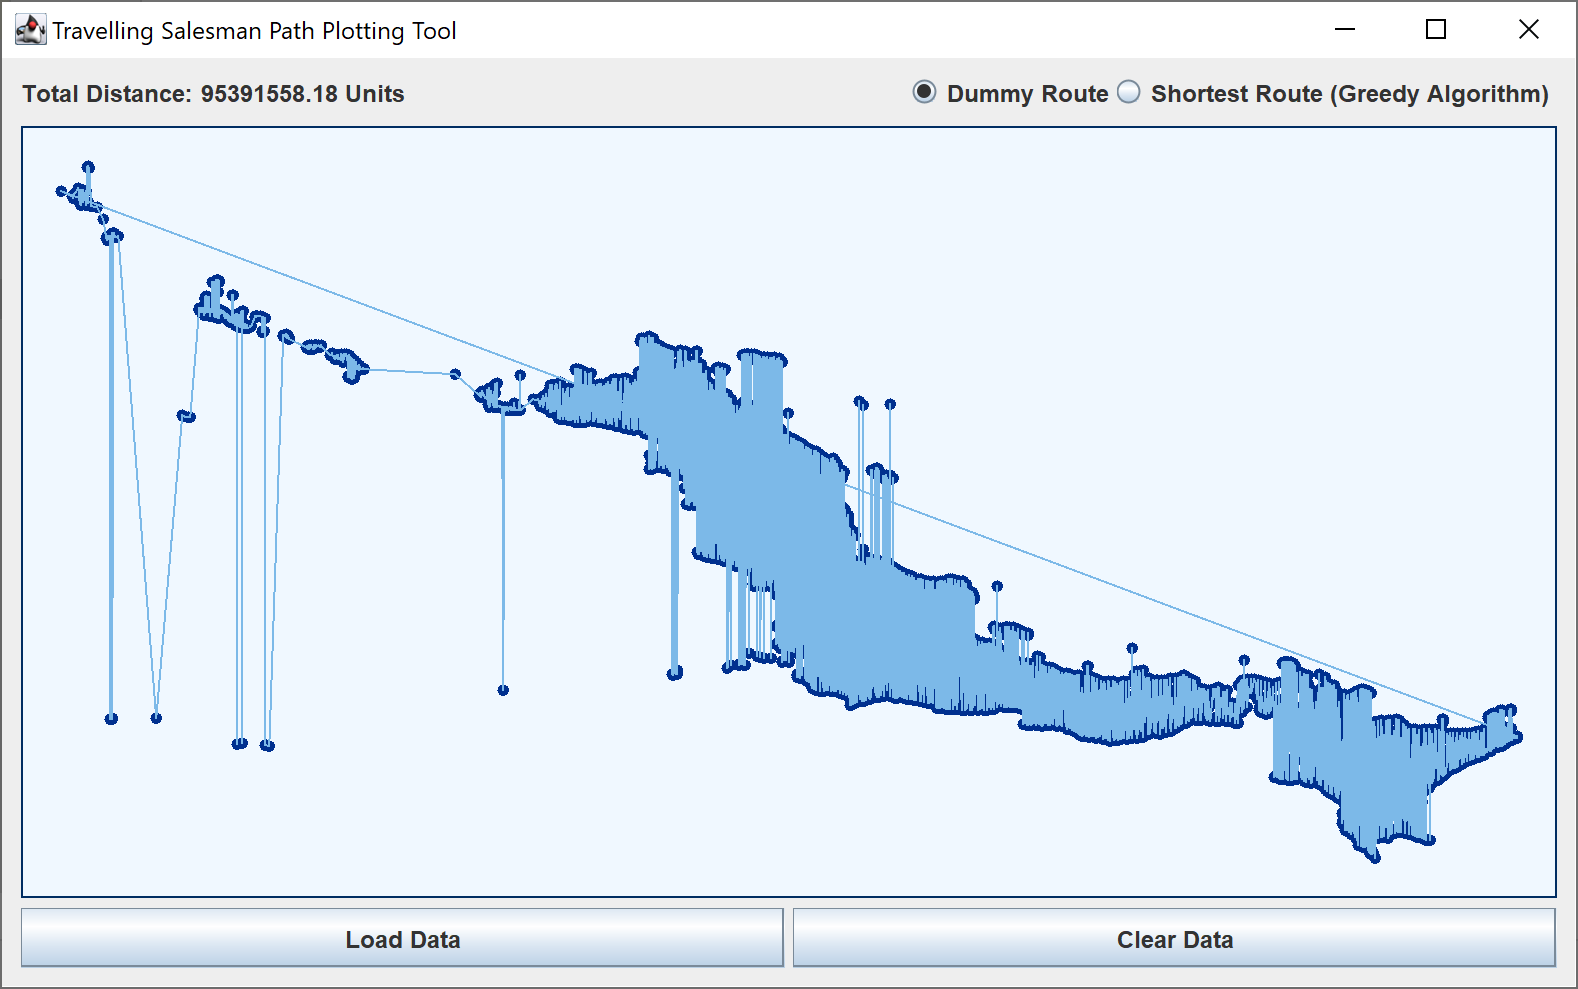 Travelling Salesman Path Plotting Tool
Total Distance: 95391558.18 Units
Dummy Route Shortest Route (Greedy Algorithm)
Load Data
Clear Data